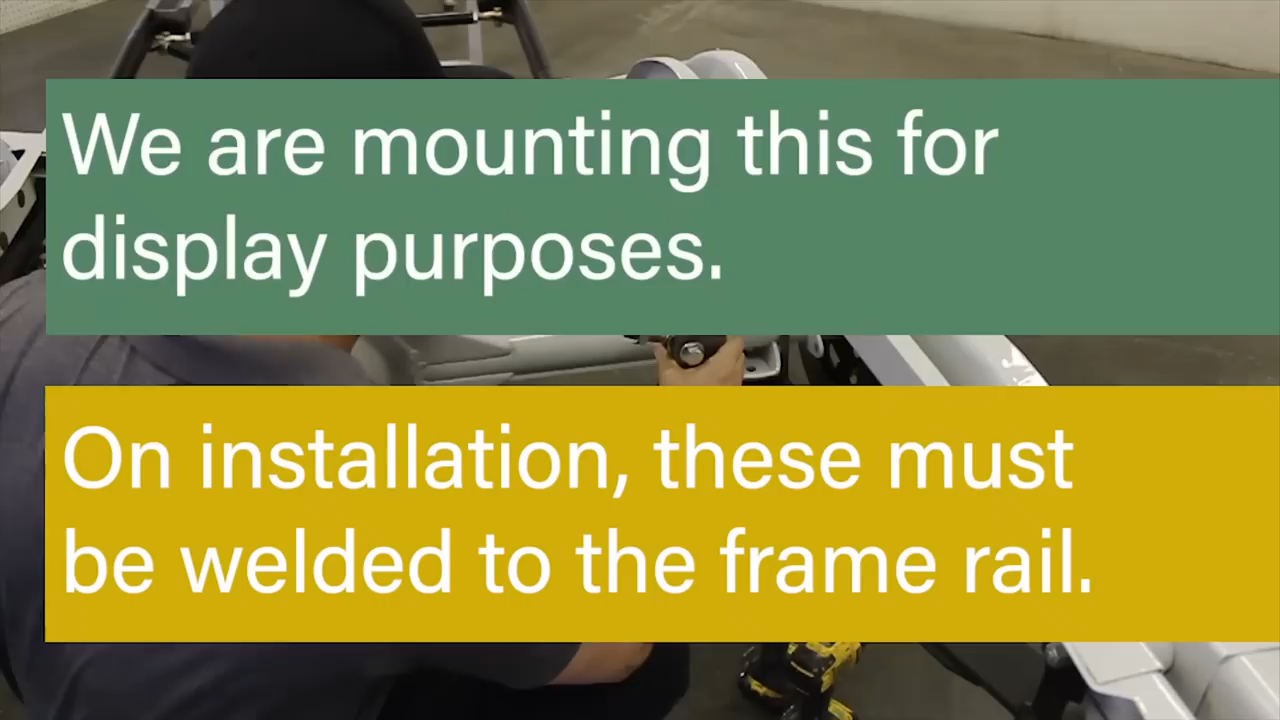 We are mounting this for
display purposes.
On installation, these must
be welded to the frame rail.